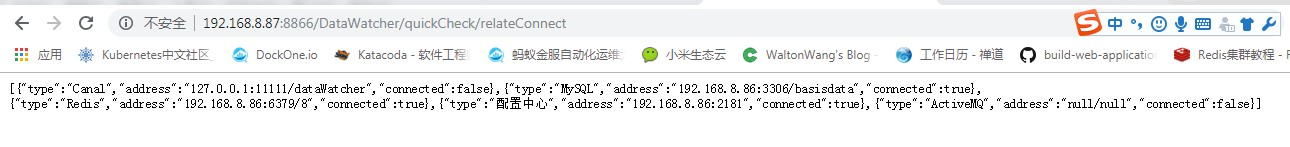 不安全 192.168.8.87:8866/DataWatcher/quickCheck/relateConnect
中
应用 Kubernetes中文社区_ DockOne.io Katacoda - 软件工程 蚂蚁金服自动化运维 小米生态云 WaltonWang's Blog - 工作日历 - 禅道 build-web-application Redis集群教程 -
[{"type":"Canal","address":"127.0.0.1:11111/dataWatcher","connected":false},{"type":"MySQL","address":"192.168.8.86:3306/basisdata","connected":true},
{"type":"Redis","address":"192.168.8.86:6379/8","connected":true},{"type":"配置中心","address":"192.168.8.86:2181","connected":true},{"type":"ActiveMQ","address":"null/null","connected":false}]